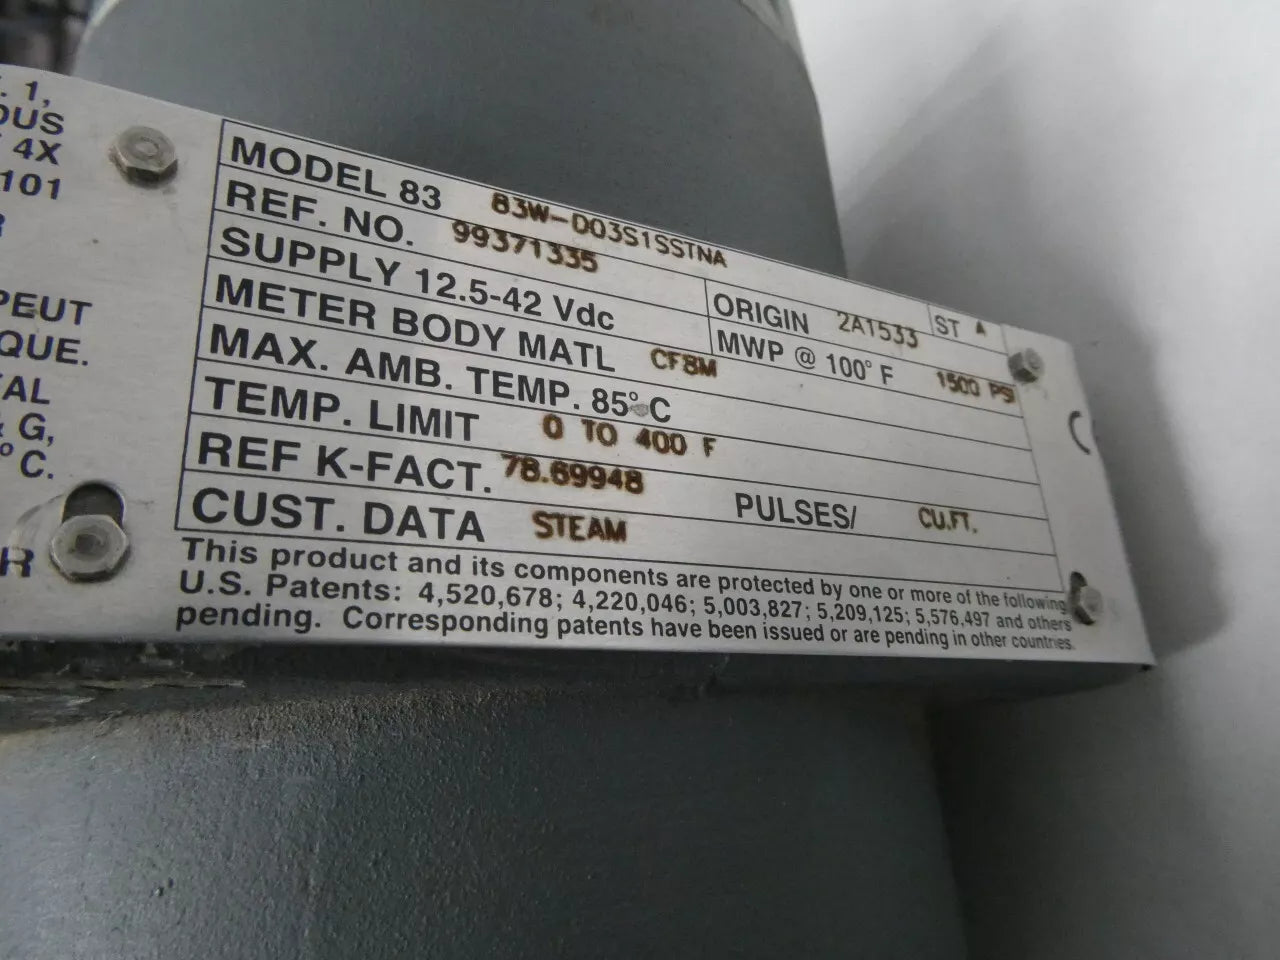 . 1,
OUS
4X
101
R
PEUT
QUE.
TAL
& G,
°C.
R
MODEL 83 83W-D03S1SSTNA
REF. NO. 99371335 ORIGIN 2A1533 ST A
SUPPLY 12.5-42 Vdc MWP @ 100°F 1500 PSI
METER BODY MATL CF8M
MAX. AMB. TEMP. 85°C
TEMP. LIMIT 0 TO 400 F
REF K-FACT. 78.69948 PULSES/ CU.FT.
CUST. DATA STEAM
This product and its components are protected by one or more of the following
U.S. Patents: 4,520,678; 4,220,046; 5,003,827; 5,209,125; 5,576,497 and others
pending. Corresponding patents have been issued or are pending in other countries.